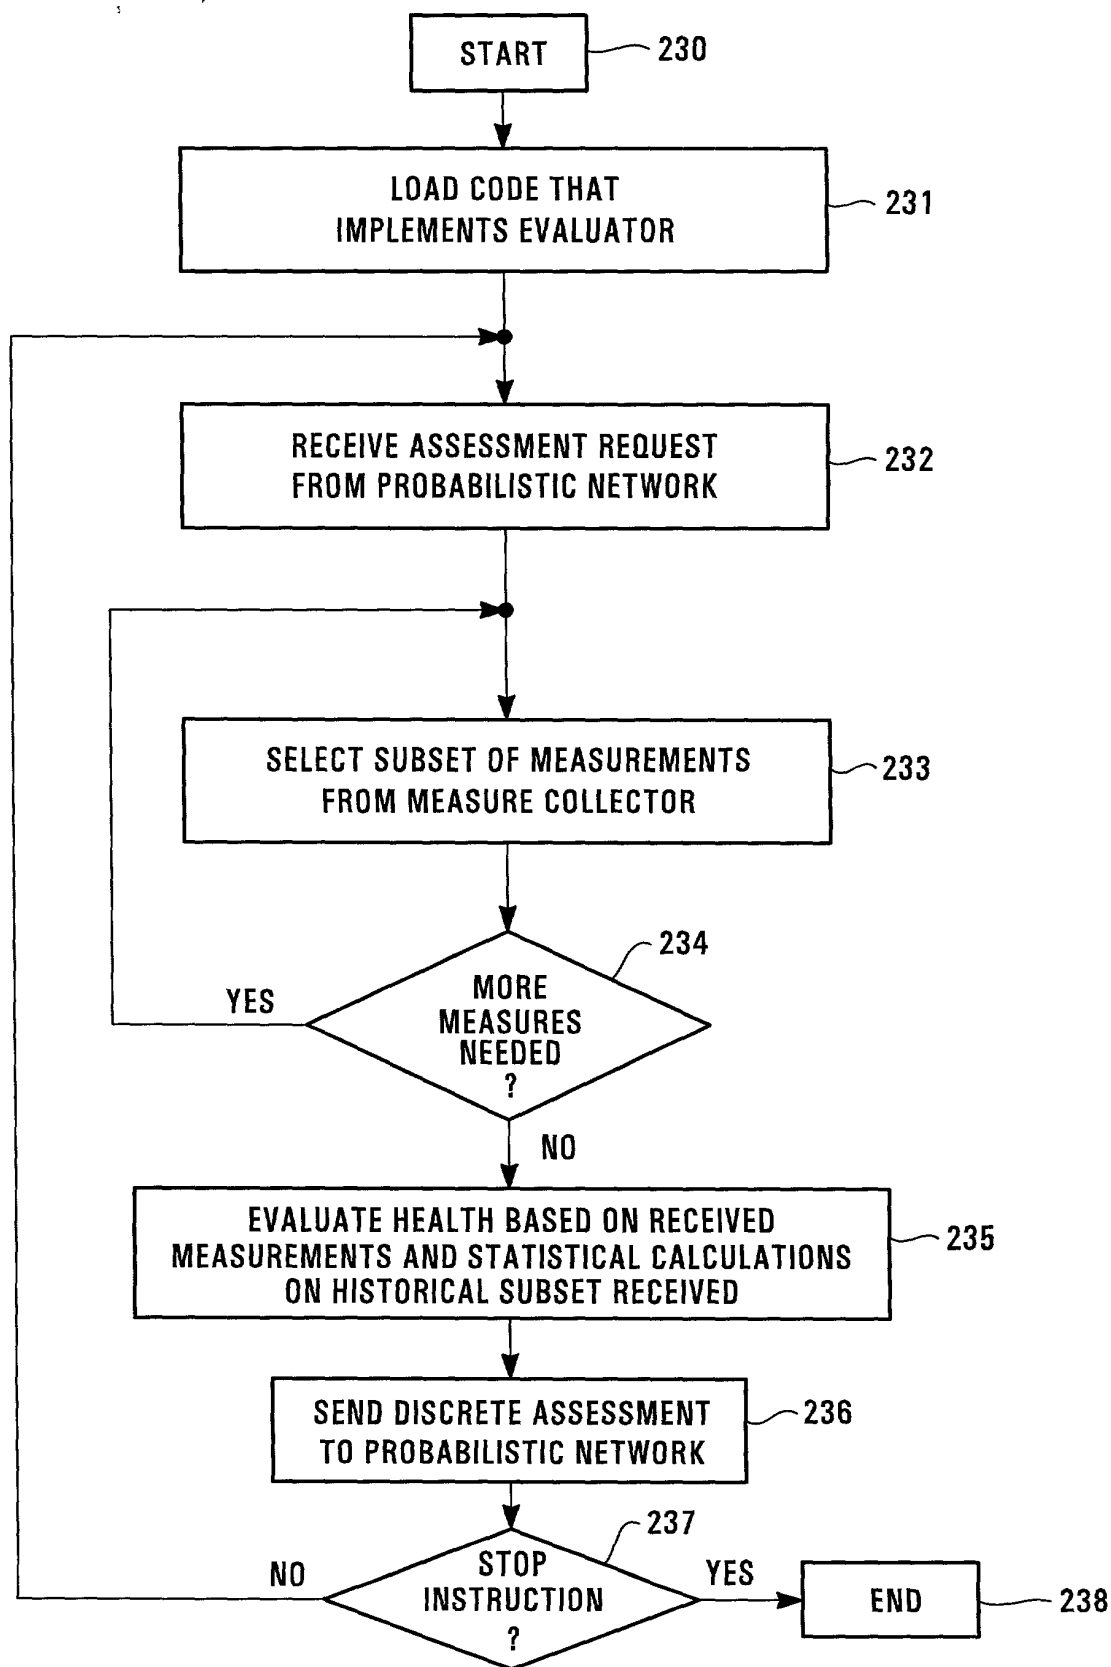 START
230
LOAD CODE THAT
IMPLEMENTS EVALUATOR
231
RECEIVE ASSESSMENT REQUEST
FROM PROBABILISTIC NETWORK
232
SELECT SUBSET OF MEASUREMENTS
FROM MEASURE COLLECTOR
233
234
MORE
MEASURES
NEEDED
?
YES
NO
EVALUATE HEALTH BASED ON RECEIVED
MEASUREMENTS AND STATISTICAL CALCULATIONS
ON HISTORICAL SUBSET RECEIVED
235
SEND DISCRETE ASSESSMENT
TO PROBABILISTIC NETWORK
236
237
STOP
INSTRUCTION
?
NO
YES
END
238